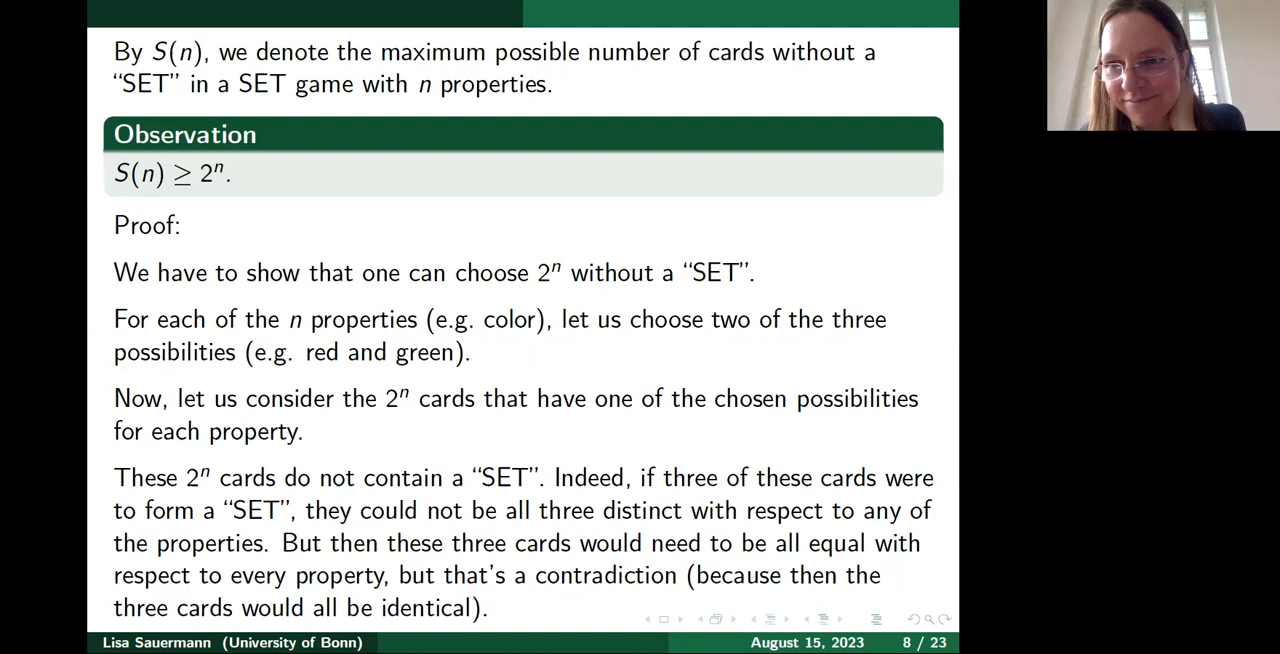 By S(n), we denote the maximum possible number of cards without a
“SET” in a SET game with n properties.
Observation
S(n) ≥ 2ⁿ.
Proof:
We have to show that one can choose 2ⁿ without a “SET”.
For each of the n properties (e.g. color), let us choose two of the three
possibilities (e.g. red and green).
Now, let us consider the 2ⁿ cards that have one of the chosen possibilities
for each property.
These 2ⁿ cards do not contain a “SET”. Indeed, if three of these cards were
to form a “SET”, they could not be all three distinct with respect to any of
the properties. But then these three cards would need to be all equal with
respect to every property, but that’s a contradiction (because then the
three cards would all be identical).
Lisa Sauermann (University of Bonn) August 15, 2023 8 / 23